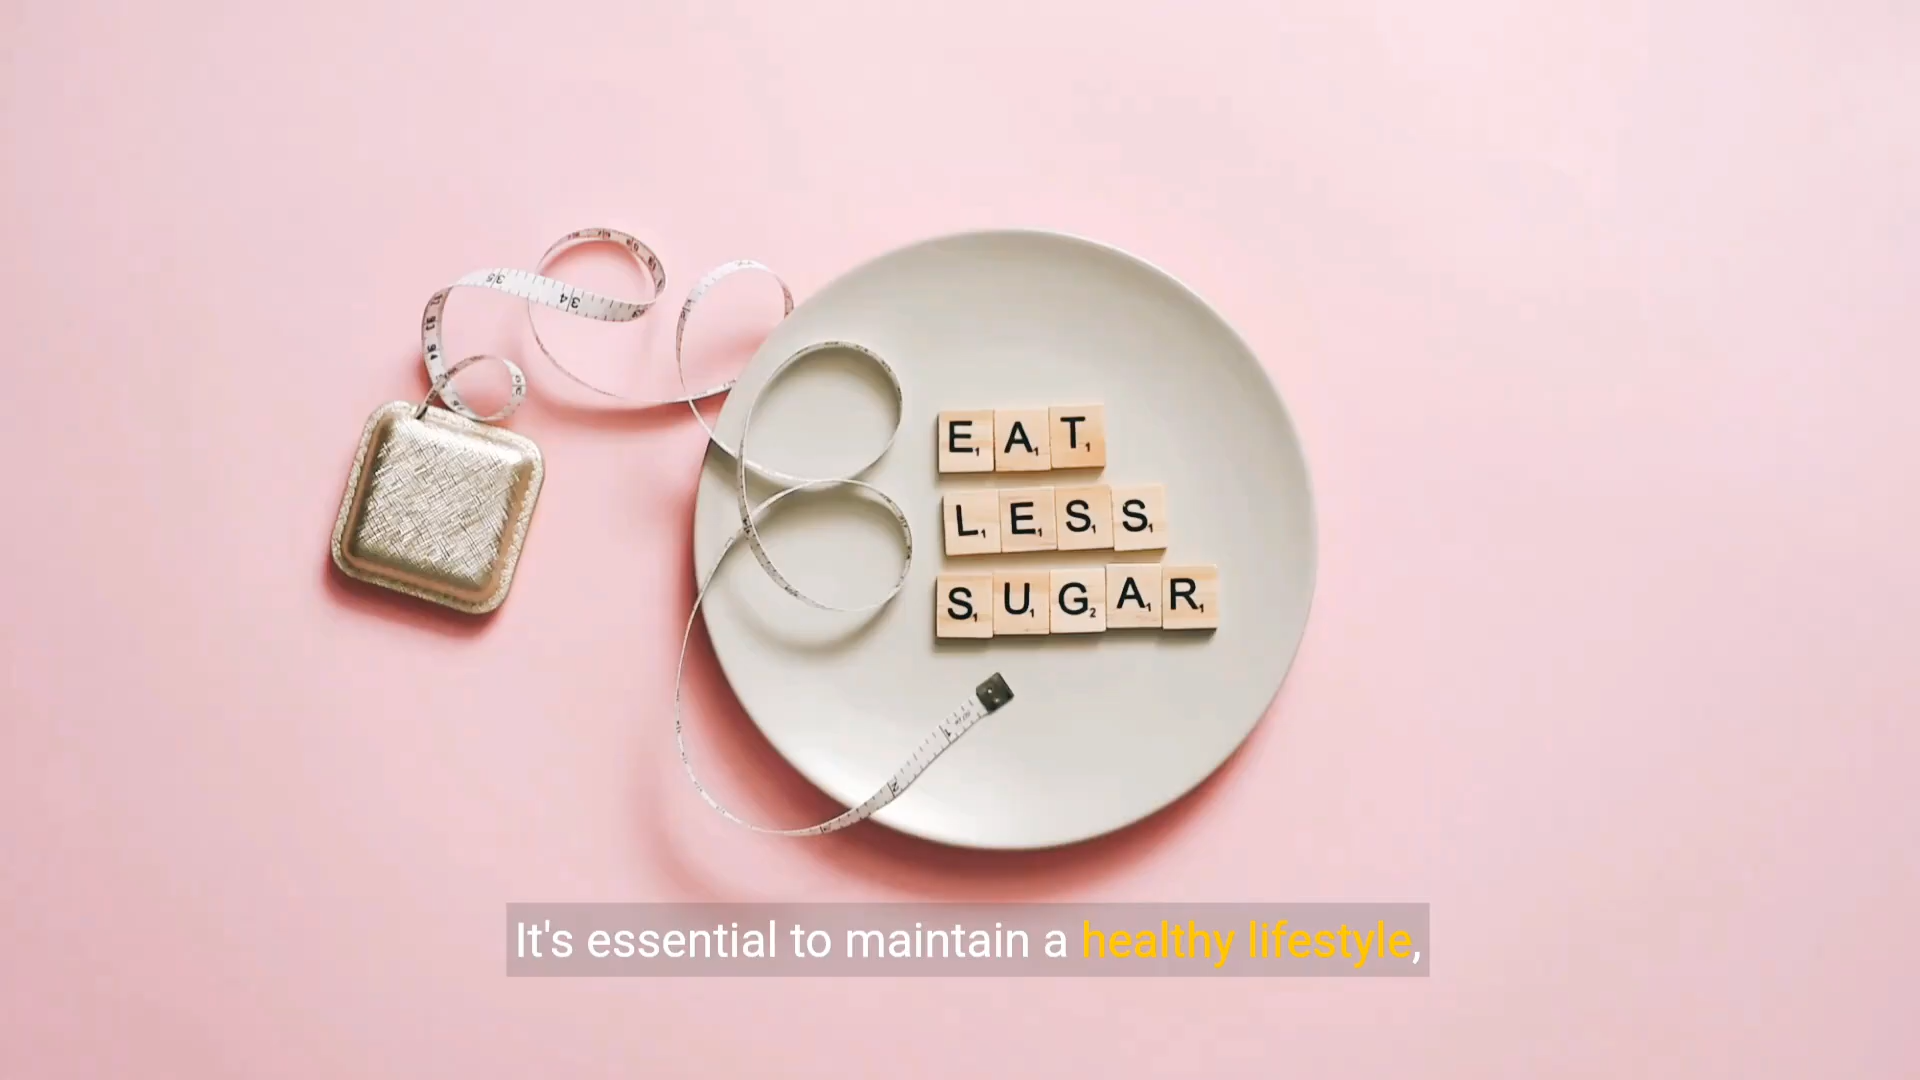 EAT
LESS
SUGAR
It's essential to maintain a healthy lifestyle,